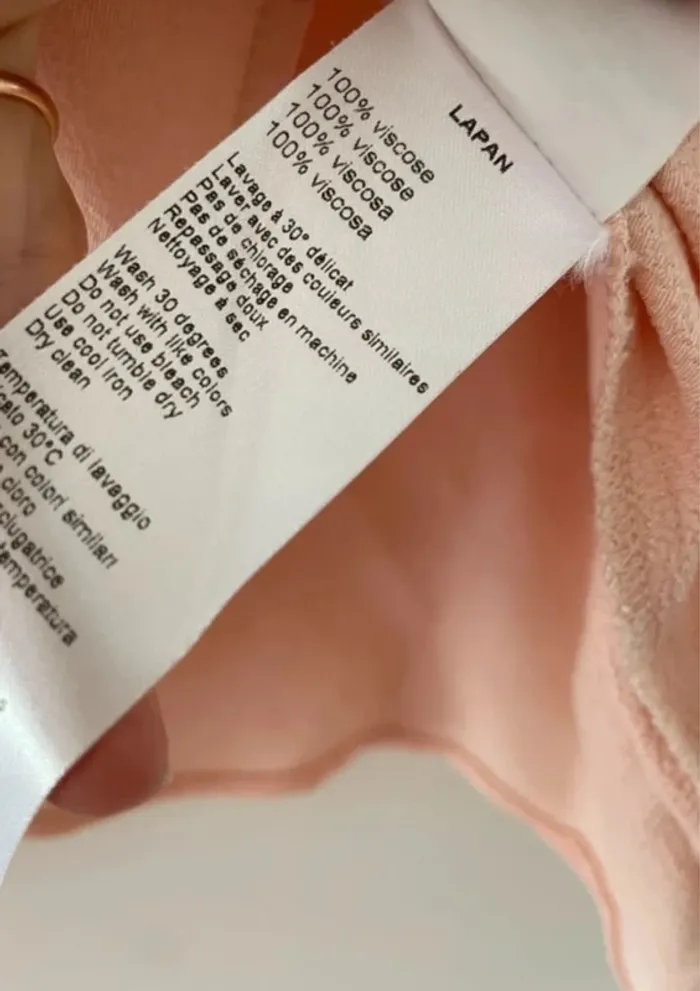 LAPAN
100% viscose
100% viscose
100% viscosa
100% viscosa
Lavage à 30° délicat
Laver avec des couleurs similaires
Pas de chlorage
Pas de séchage en machine
Repassage doux
Nettoyage à sec
Wash 30 degrees
Wash with like colors
Do not use bleach
Do not tumble dry
Use cool iron
Dry clean
Temperatura di lavaggio
30°C
con colori similari
cloro
temperatura